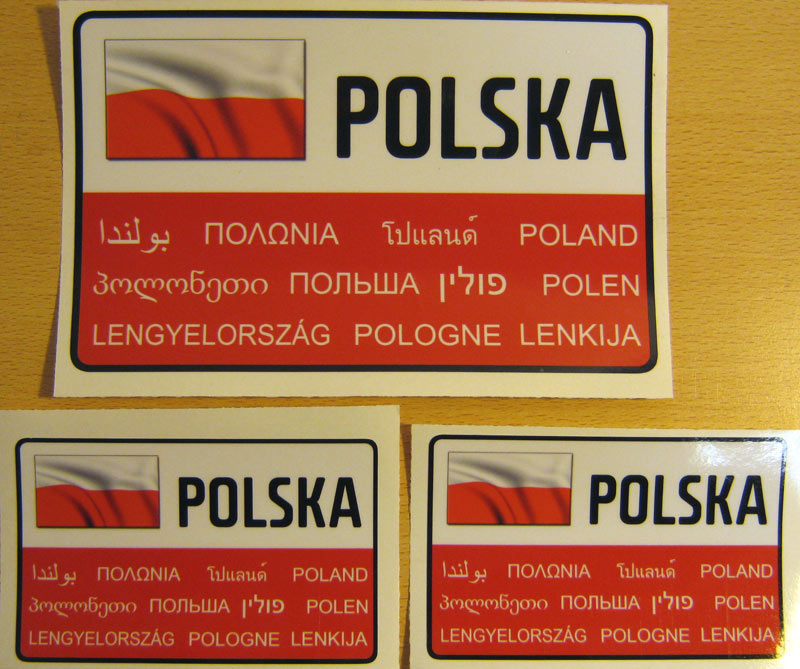 POLSKA
بولندا ΠΟΛΩΝΙΑ โปแลนด์ POLAND
პოლონეთი ПОЛЬША פולין POLEN
LENGYELORSZÁG POLOGNE LENKIJA
POLSKA
بولندا ΠΟΛΩΝΙΑ โปแลนด์ POLAND
პოლონეთი ПОЛЬША פולין POLEN
LENGYELORSZÁG POLOGNE LENKIJA
POLSKA
بولندا ΠΟΛΩΝΙΑ โปแลนด์ POLAND
პოლონეთი ПОЛЬША פולין POLEN
LENGYELORSZÁG POLOGNE LENKIJA